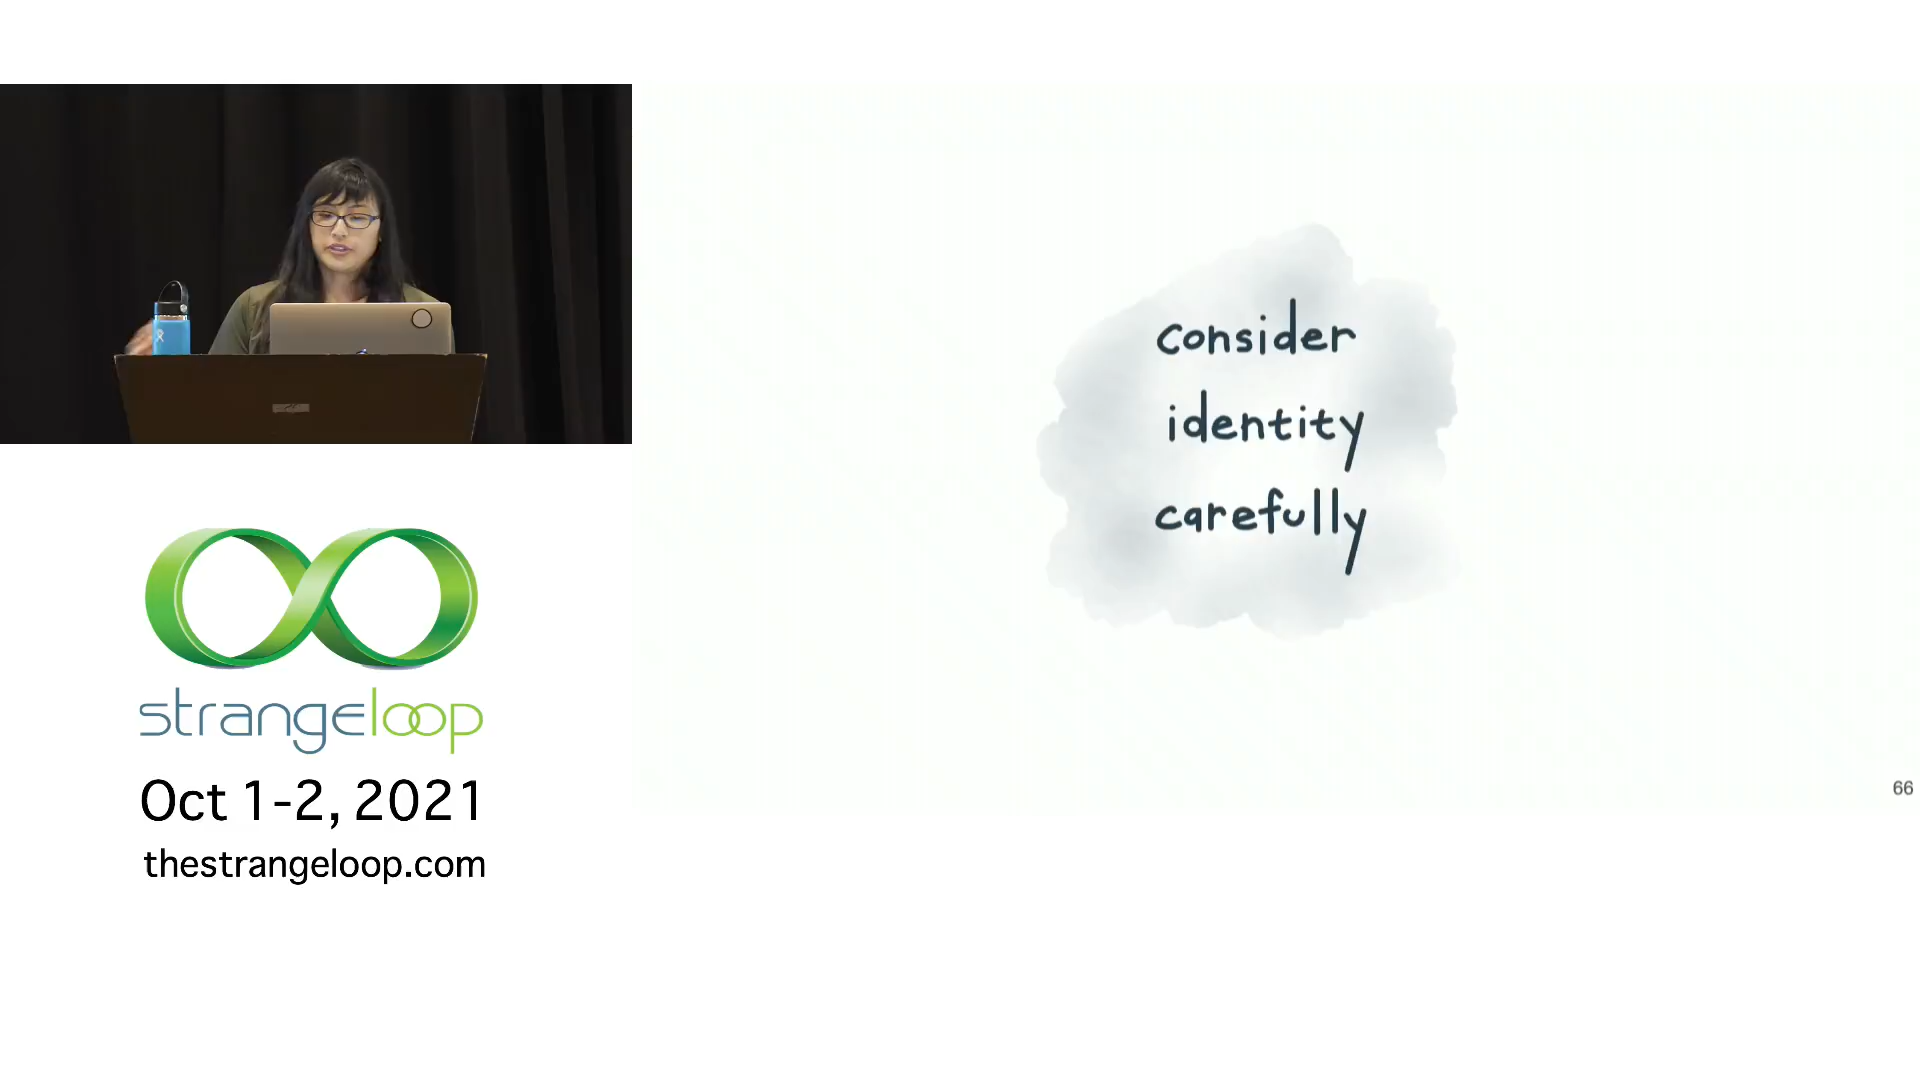 strangeloop
Oct 1-2, 2021
thestrangeloop.com
consider
identity
carefully
66